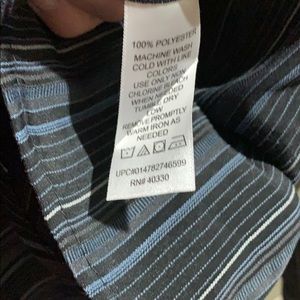 100% POLYESTER
MACHINE WASH
COLD WITH LIKE
COLORS
USE ONLY NON
CHLORINE BLEACH
WHEN NEEDED
TUMBLE DRY
LOW
REMOVE PROMPTLY
WARM IRON AS
NEEDED
UPC#014782746599
RN# 40330